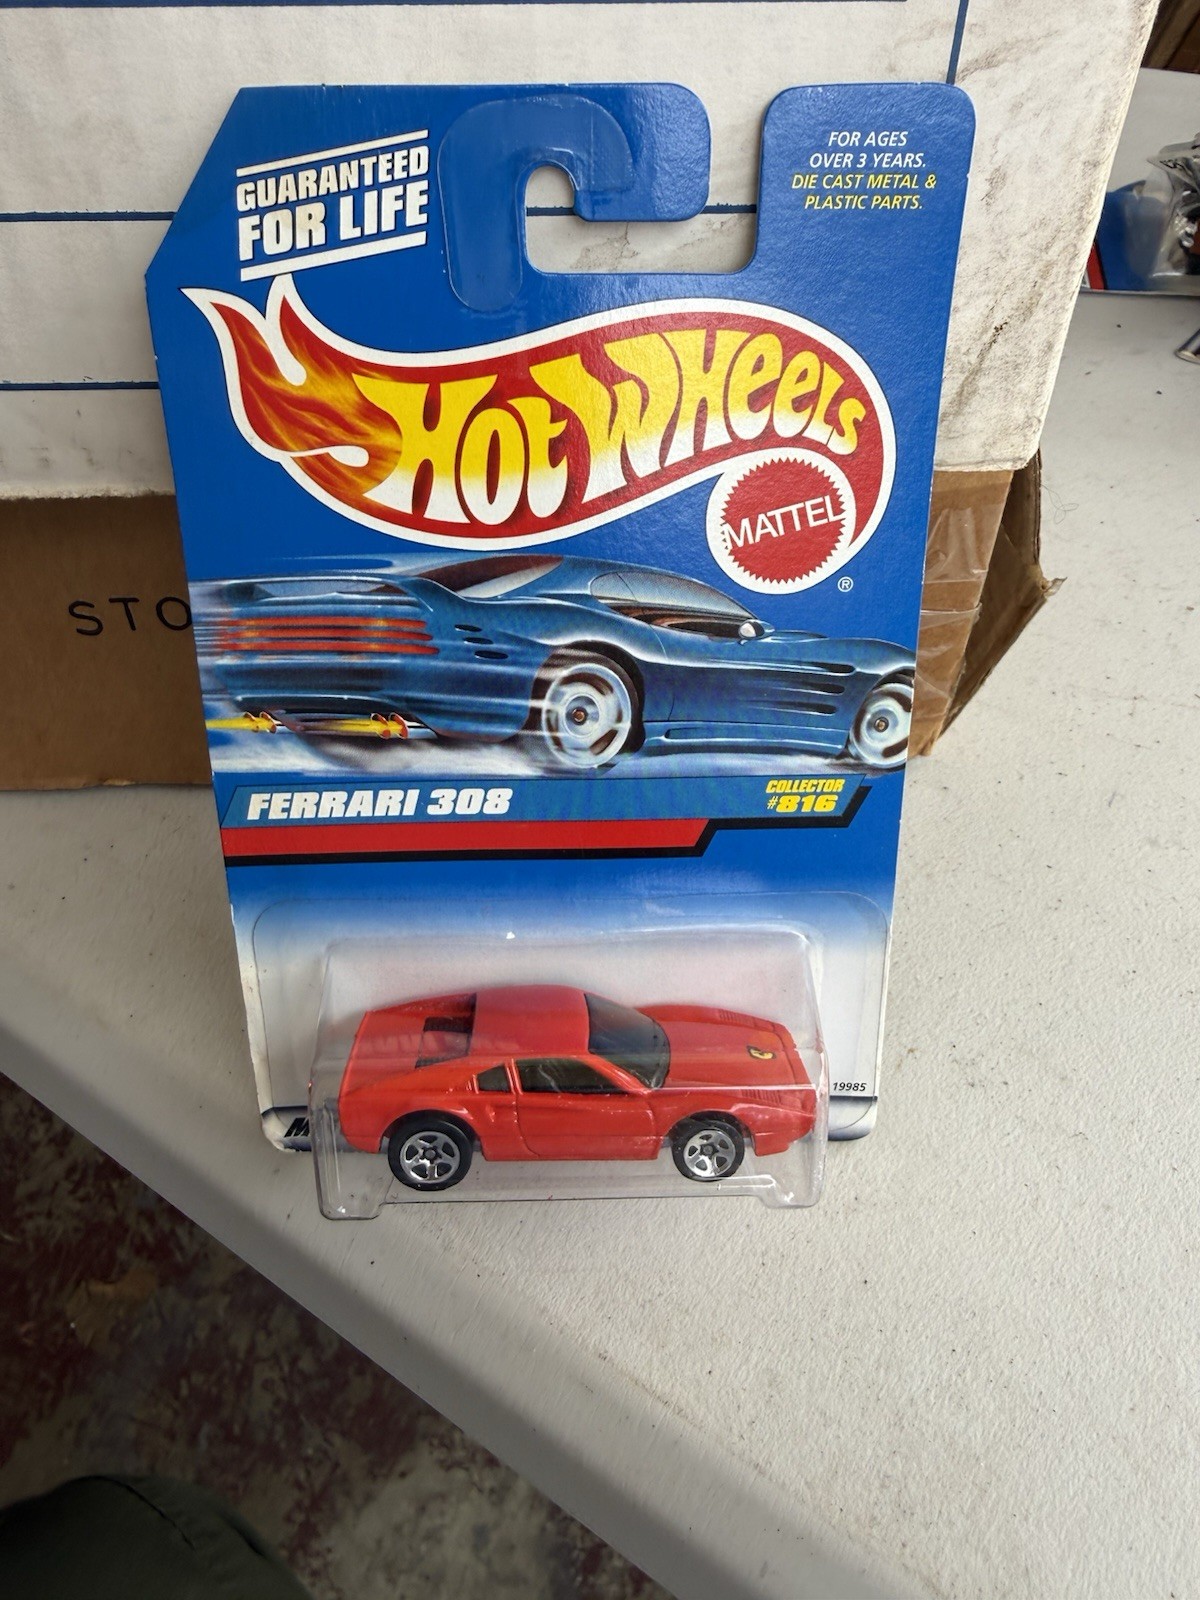 GUARANTEED
FOR LIFE
FOR AGES
OVER 3 YEARS.
DIE CAST METAL &
PLASTIC PARTS.
HOT WHEELS
MATTEL
®
STO
FERRARI 308
COLLECTOR
#816
19985
M